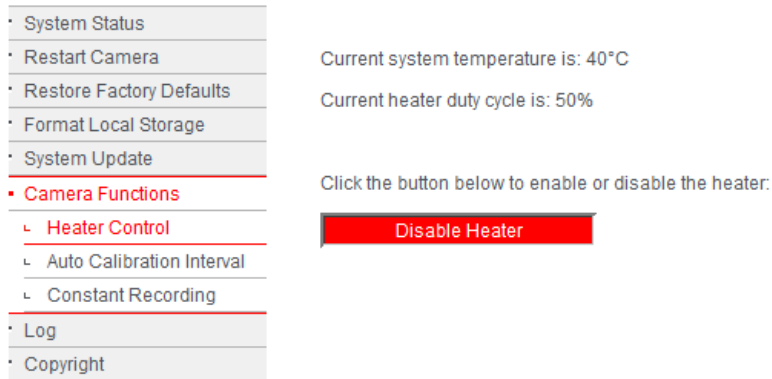 System Status
Restart Camera
Restore Factory Defaults
Format Local Storage
System Update
Camera Functions
Heater Control
Auto Calibration Interval
Constant Recording
Log
Copyright
Current system temperature is: 40°C
Current heater duty cycle is: 50%
Click the button below to enable or disable the heater:
Disable Heater